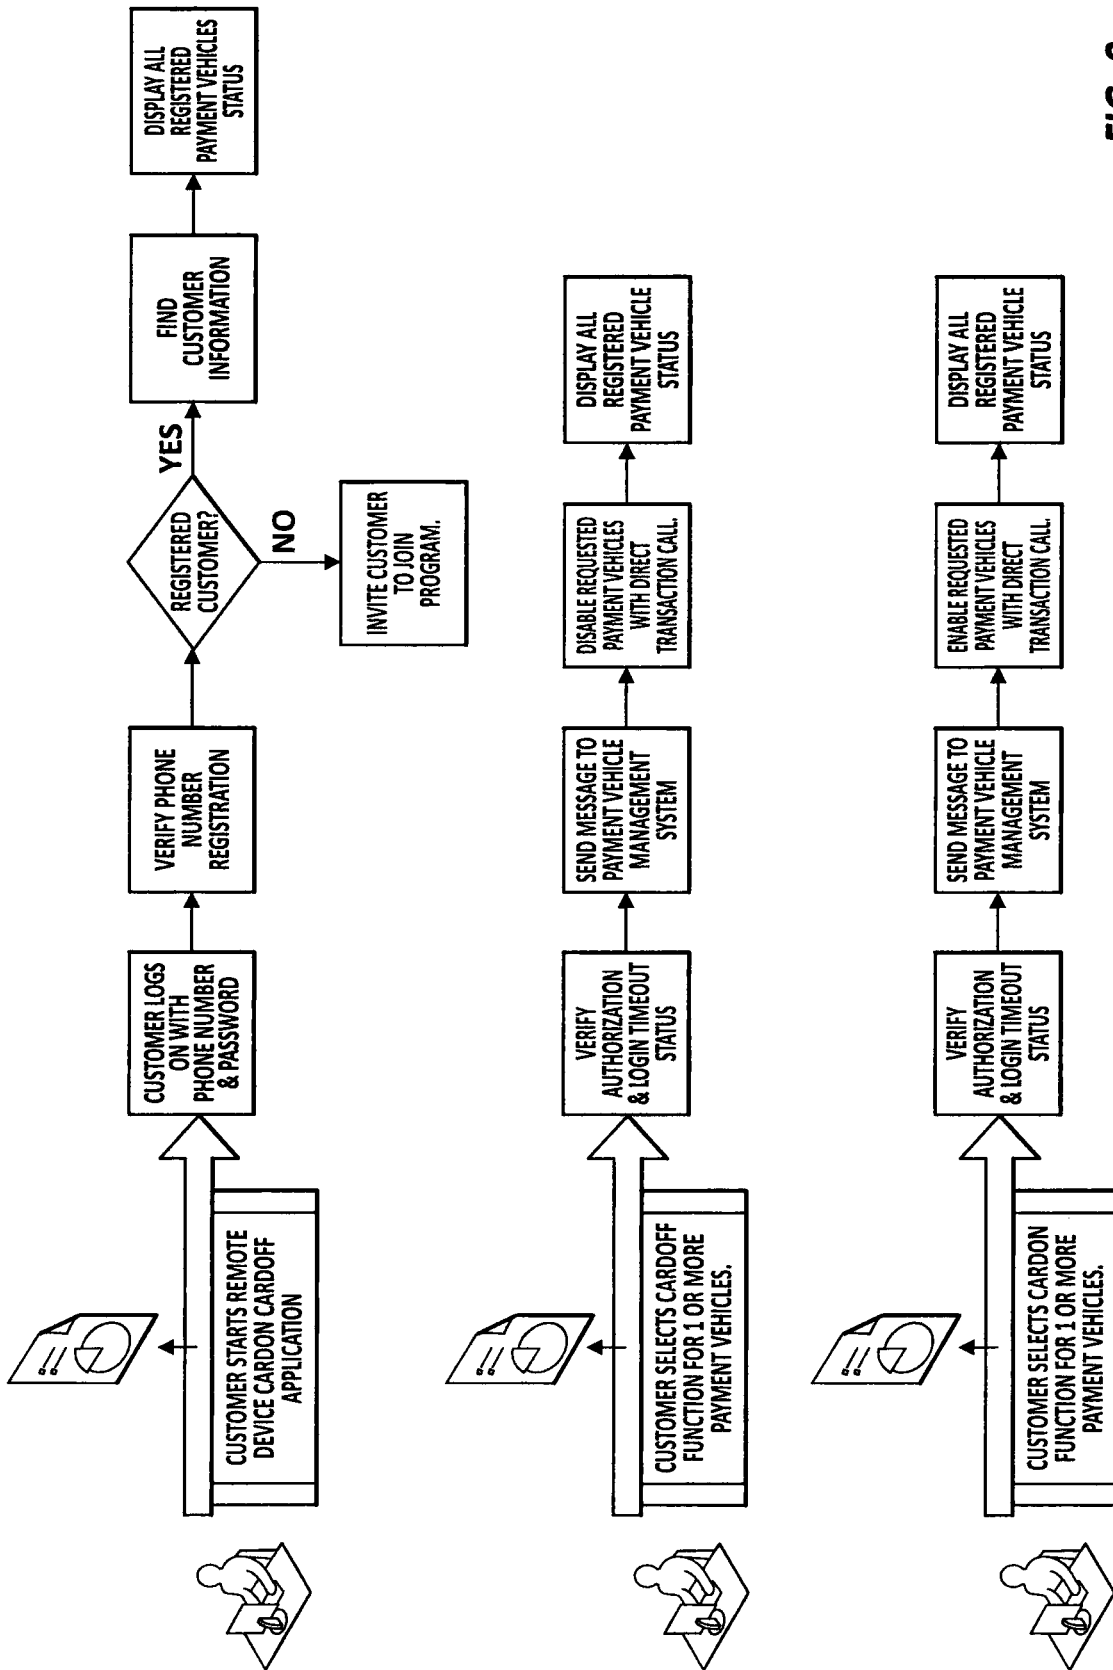 CUSTOMER STARTS REMOTE
DEVICE CARDON CARDOFF
APPLICATION
CUSTOMER LOGS
ON WITH
PHONE NUMBER
& PASSWORD
VERIFY PHONE
NUMBER
REGISTRATION
REGISTERED
CUSTOMER?
YES
NO
FIND
CUSTOMER
INFORMATION
DISPLAY ALL
REGISTERED
PAYMENT VEHICLES
STATUS
INVITE CUSTOMER
TO JOIN
PROGRAM.
CUSTOMER SELECTS CARDOFF
FUNCTION FOR 1 OR MORE
PAYMENT VEHICLES.
VERIFY
AUTHORIZATION
& LOGIN TIMEOUT
STATUS
SEND MESSAGE TO
PAYMENT VEHICLE
MANAGEMENT
SYSTEM
DISABLE REQUESTED
PAYMENT VEHICLES
WITH DIRECT
TRANSACTION CALL.
DISPLAY ALL
REGISTERED
PAYMENT VEHICLE
STATUS
CUSTOMER SELECTS CARDON
FUNCTION FOR 1 OR MORE
PAYMENT VEHICLES.
VERIFY
AUTHORIZATION
& LOGIN TIMEOUT
STATUS
SEND MESSAGE TO
PAYMENT VEHICLE
MANAGEMENT
SYSTEM
ENABLE REQUESTED
PAYMENT VEHICLES
WITH DIRECT
TRANSACTION CALL.
DISPLAY ALL
REGISTERED
PAYMENT VEHICLE
STATUS
FIG.